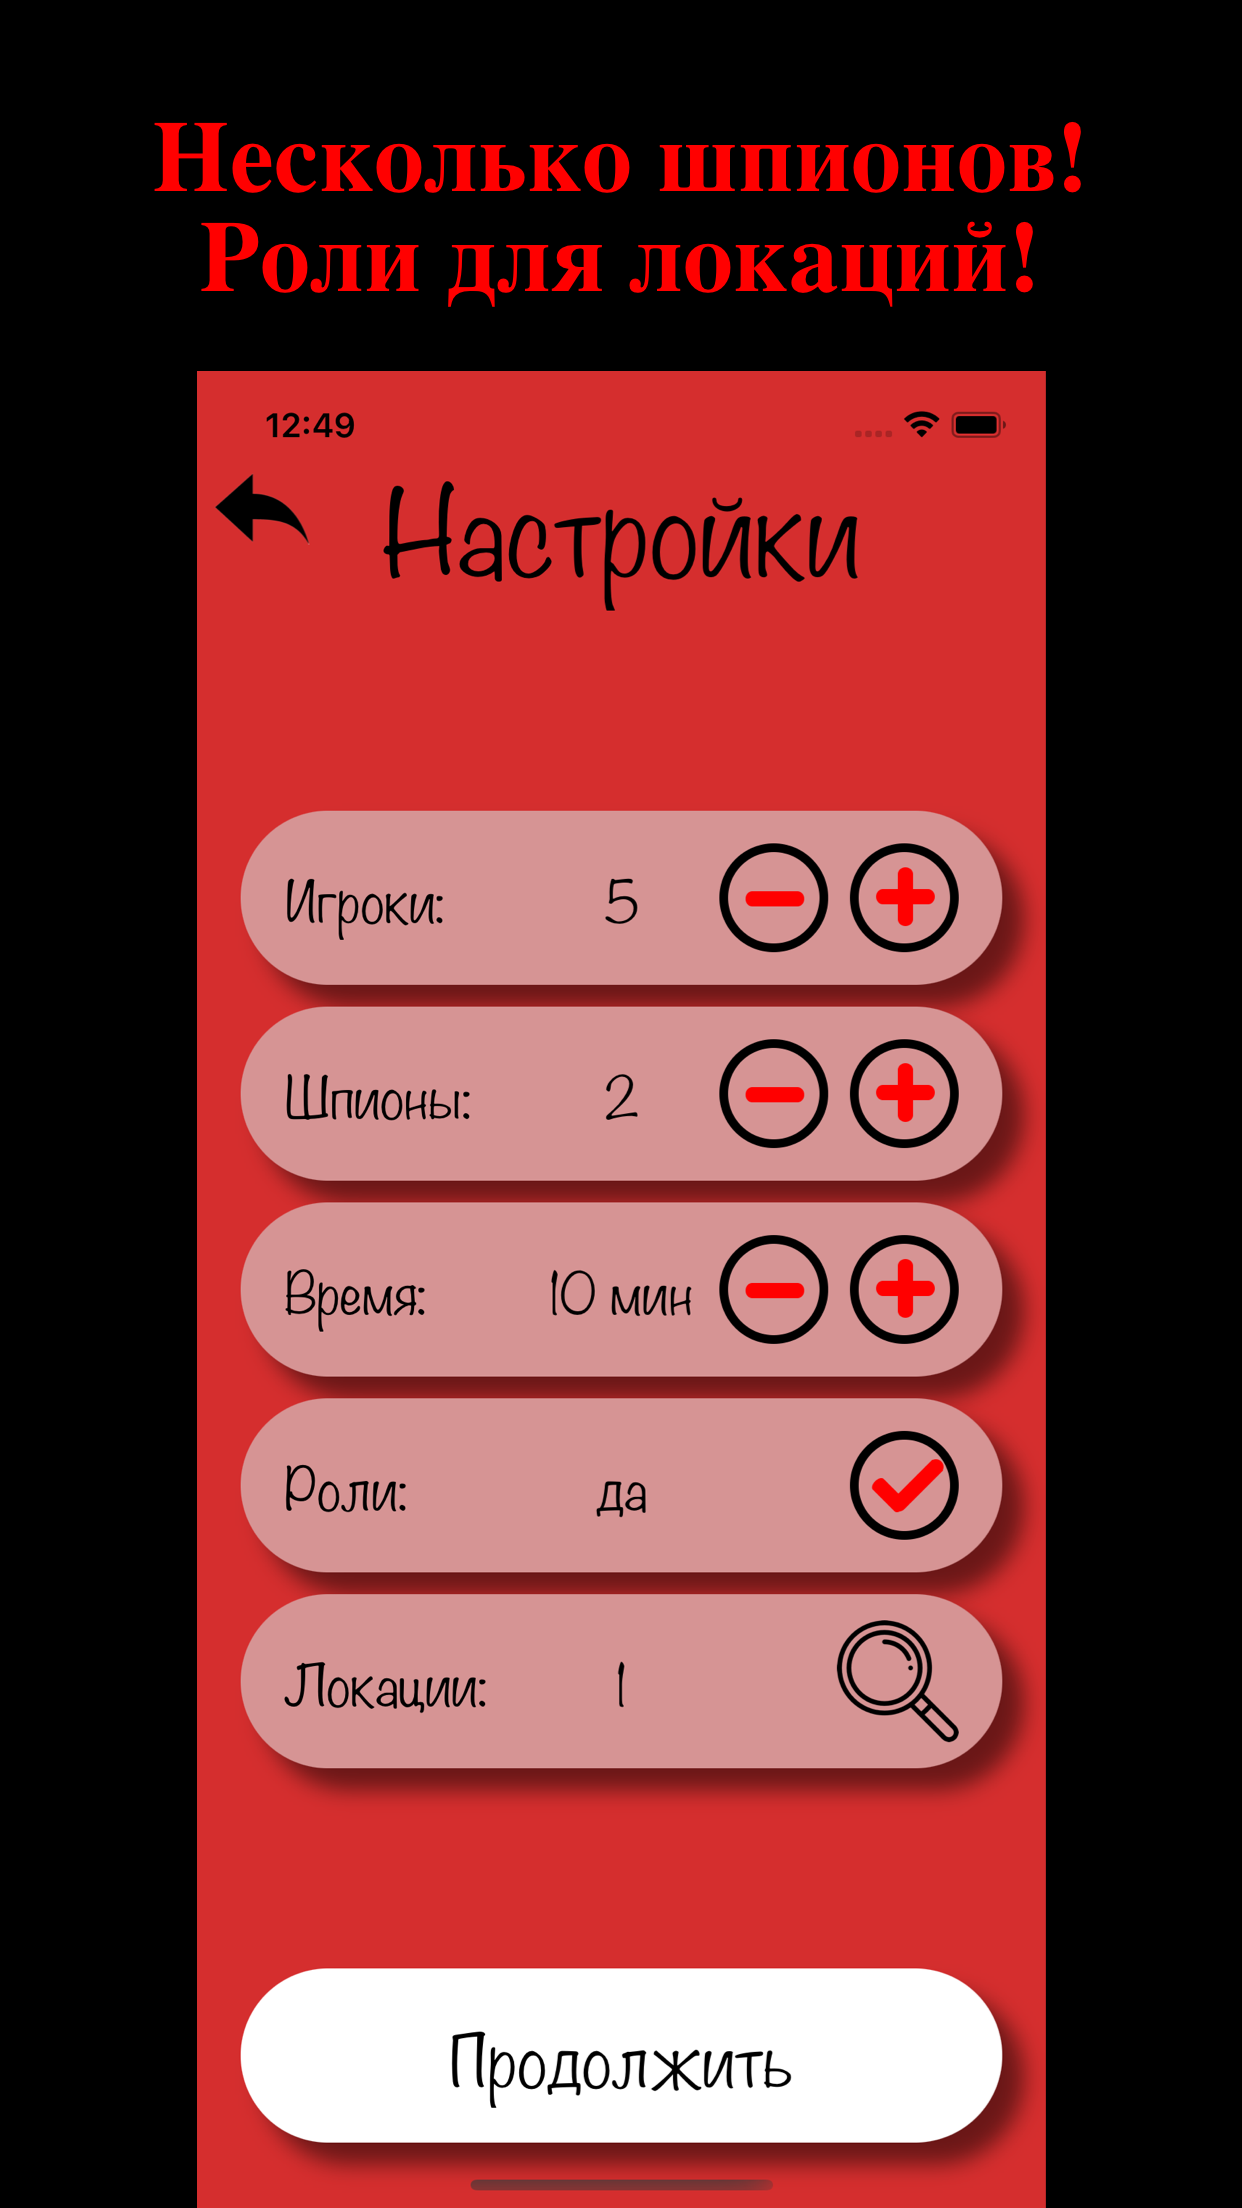 Несколько шпионов!
Роли для локаций!
12:49
Настройки
Игроки: 5
Шпионы: 2
Время: 10 мин
Роли: да
Локации: 1
Продолжить